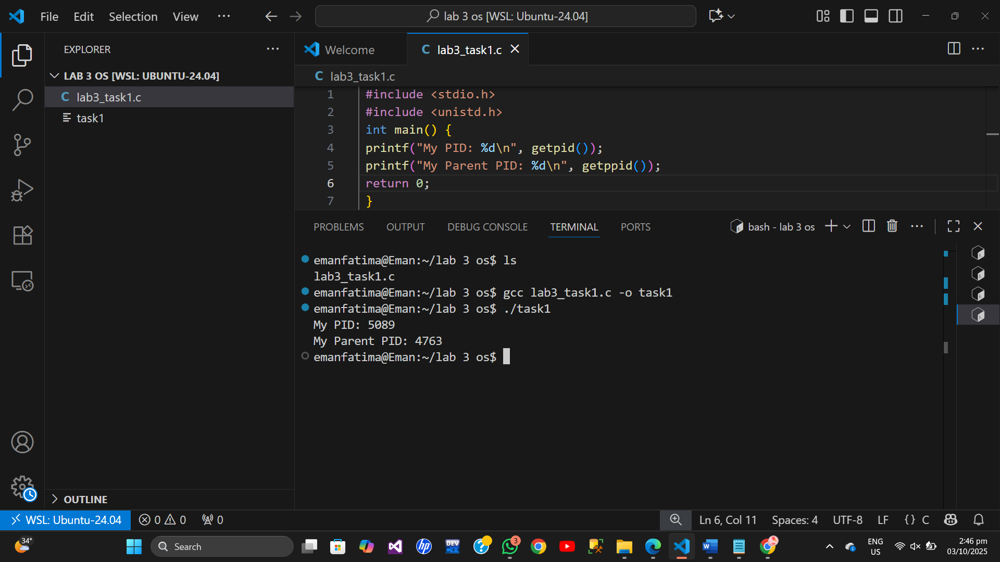 File Edit Selection View ...
lab 3 os [WSL: Ubuntu-24.04]
EXPLORER
LAB 3 OS [WSL: UBUNTU-24.04]
C lab3_task1.c
task1
OUTLINE
Welcome
C lab3_task1.c
C lab3_task1.c
1 #include <stdio.h>
2 #include <unistd.h>
3 int main() {
4 printf("My PID: %d\n", getpid());
5 printf("My Parent PID: %d\n", getppid());
6 return 0;
7 }
PROBLEMS OUTPUT DEBUG CONSOLE TERMINAL PORTS
bash - lab 3 os
emanfatima@Eman:~/lab 3 os$ ls
lab3_task1.c
emanfatima@Eman:~/lab 3 os$ gcc lab3_task1.c -o task1
emanfatima@Eman:~/lab 3 os$ ./task1
My PID: 5089
My Parent PID: 4763
emanfatima@Eman:~/lab 3 os$
WSL: Ubuntu-24.04 0 0 0
Ln 6, Col 11 Spaces: 4 UTF-8 LF {} C
34°
Search
hp
DEV C++
3
W
ENG
US
2:46 pm
03/10/2025